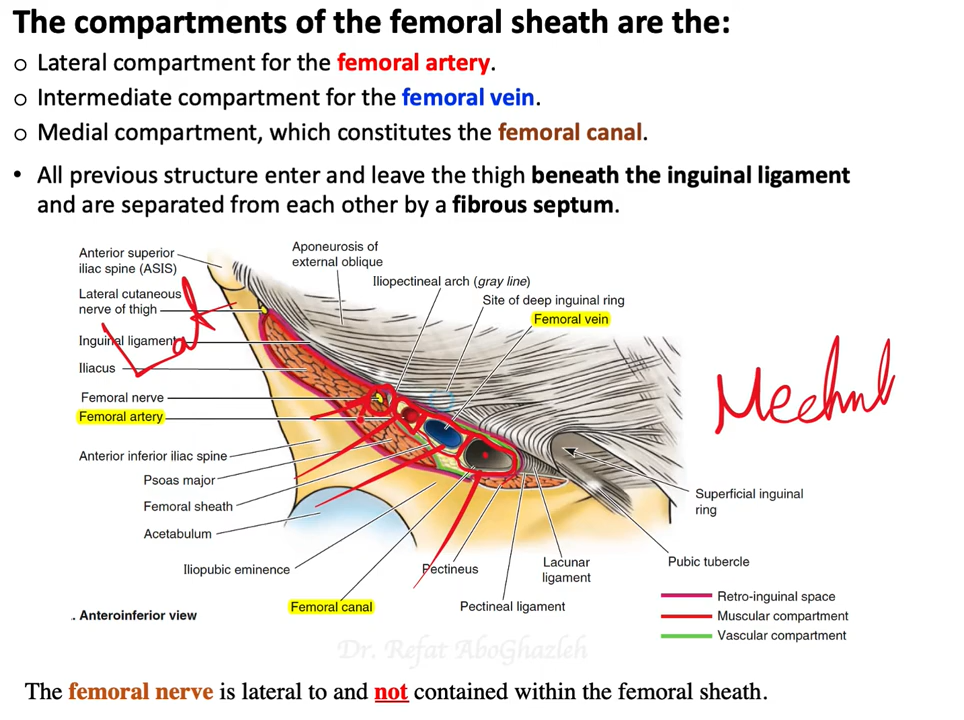 The compartments of the femoral sheath are the:
o Lateral compartment for the femoral artery.
o Intermediate compartment for the femoral vein.
o Medial compartment, which constitutes the femoral canal.
• All previous structure enter and leave the thigh beneath the inguinal ligament
and are separated from each other by a fibrous septum.
Anterior superior
iliac spine (ASIS)
Aponeurosis of
external oblique
Iliopectineal arch (gray line)
Lateral cutaneous
nerve of thigh
Site of deep inguinal ring
Femoral vein
Lat
Inguinal ligament
Iliacus
Femoral nerve
Femoral artery
Anterior inferior iliac spine
Psoas major
Femoral sheath
Acetabulum
Iliopubic eminence
Femoral canal
Pectineus
Pectineal ligament
Lacunar
ligament
Pubic tubercle
Superficial inguinal
ring
. Anteroinferior view
Retro-inguinal space
Muscular compartment
Vascular compartment
Dr. Refat AboGhazleh
The femoral nerve is lateral to and not contained within the femoral sheath.